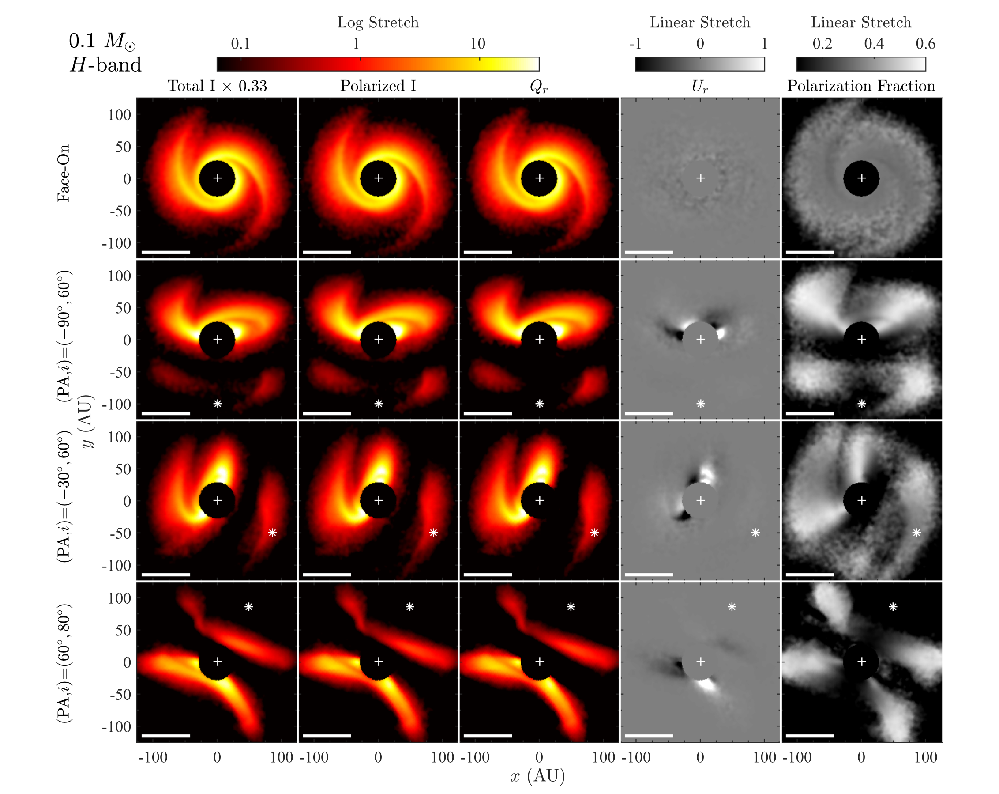 Log Stretch
Linear Stretch
Linear Stretch
0.1 M⊙
H-band
0.1 1 10
-1 0 1
0.2 0.4 0.6
Total I × 0.33
Polarized I
Qr
Ur
Polarization Fraction
Face-On
100
50
0
-50
-100
(PA,i)=(−90°, 60°)
100
50
0
-50
-100
y (AU)
(PA,i)=(−30°, 60°)
100
50
0
-50
-100
(PA,i)=(60°, 80°)
100
50
0
-50
-100
-100 0 100 -100 0 100 -100 0 100 -100 0 100 -100 0 100
x (AU)